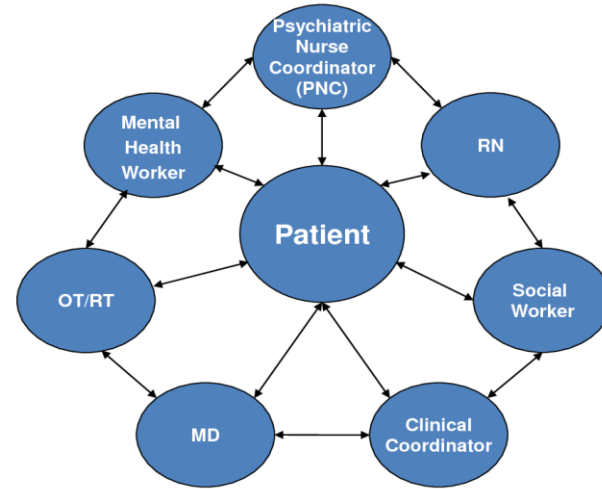 Psychiatric
Nurse
Coordinator
(PNC)
Mental
Health
Worker
RN
Patient
OT/RT
Social
Worker
MD
Clinical
Coordinator